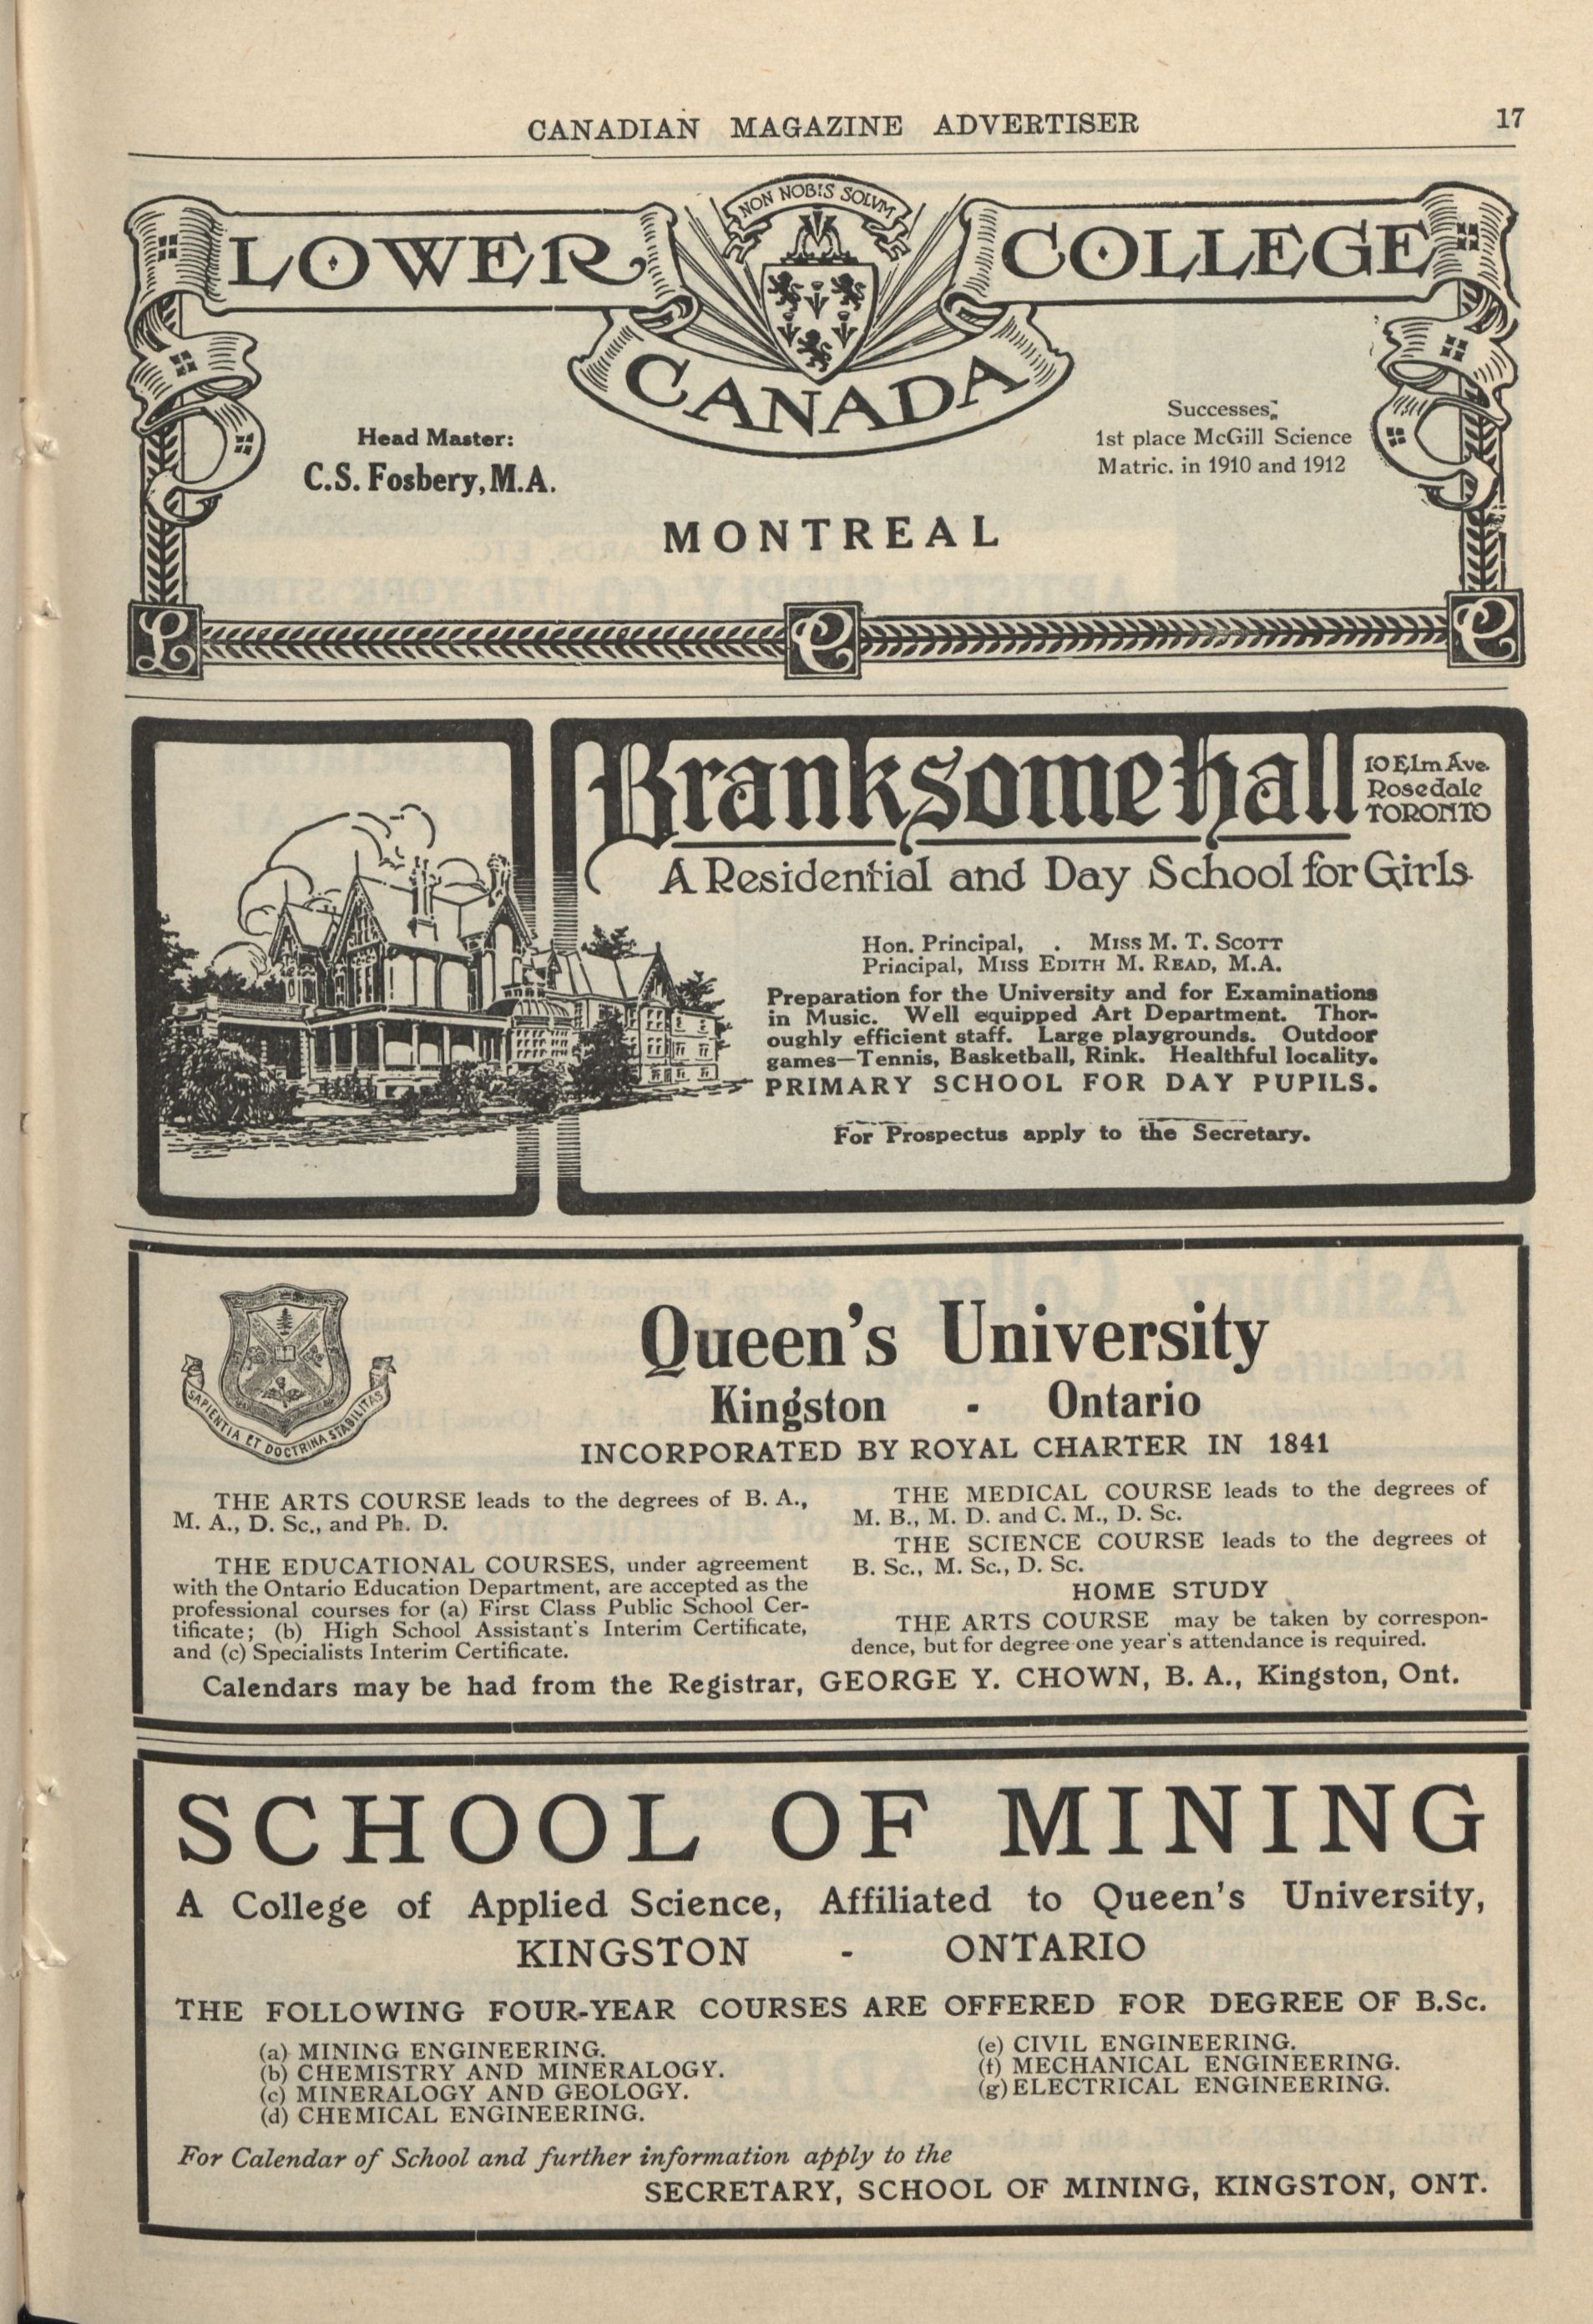 CANADIAN MAGAZINE ADVERTISER
17
NON NOBIS SOLVM
LOWER
CANADA
COLLEGE
Head Master:
C.S. Fosbery, M.A.
Successes,
1st place McGill Science
Matric. in 1910 and 1912
MONTREAL
L C C
Branksome Hall
10 Elm Ave.
Rosedale
TORONTO
A Residential and Day School for Girls
Hon. Principal, . MISS M. T. SCOTT
Principal, MISS EDITH M. READ, M.A.
Preparation for the University and for Examinations
in Music. Well equipped Art Department. Thor-
oughly efficient staff. Large playgrounds. Outdoor
games—Tennis, Basketball, Rink. Healthful locality.
PRIMARY SCHOOL FOR DAY PUPILS.
For Prospectus apply to the Secretary.
SAPIENTIA ET DOCTRINA STABILITAS
Queen's University
Kingston - Ontario
INCORPORATED BY ROYAL CHARTER IN 1841
THE ARTS COURSE leads to the degrees of B. A.,
M. A., D. Sc., and Ph. D.
THE EDUCATIONAL COURSES, under agreement
with the Ontario Education Department, are accepted as the
professional courses for (a) First Class Public School Cer-
tificate; (b) High School Assistant's Interim Certificate,
and (c) Specialists Interim Certificate.
THE MEDICAL COURSE leads to the degrees of
M. B., M. D. and C. M., D. Sc.
THE SCIENCE COURSE leads to the degrees of
B. Sc., M. Sc., D. Sc.
HOME STUDY
THE ARTS COURSE may be taken by correspon-
dence, but for degree one year's attendance is required.
Calendars may be had from the Registrar, GEORGE Y. CHOWN, B. A., Kingston, Ont.
SCHOOL OF MINING
A College of Applied Science, Affiliated to Queen's University,
KINGSTON - ONTARIO
THE FOLLOWING FOUR-YEAR COURSES ARE OFFERED FOR DEGREE OF B.Sc.
(a) MINING ENGINEERING.
(b) CHEMISTRY AND MINERALOGY.
(c) MINERALOGY AND GEOLOGY.
(d) CHEMICAL ENGINEERING.
(e) CIVIL ENGINEERING.
(f) MECHANICAL ENGINEERING.
(g) ELECTRICAL ENGINEERING.
For Calendar of School and further information apply to the
SECRETARY, SCHOOL OF MINING, KINGSTON, ONT.